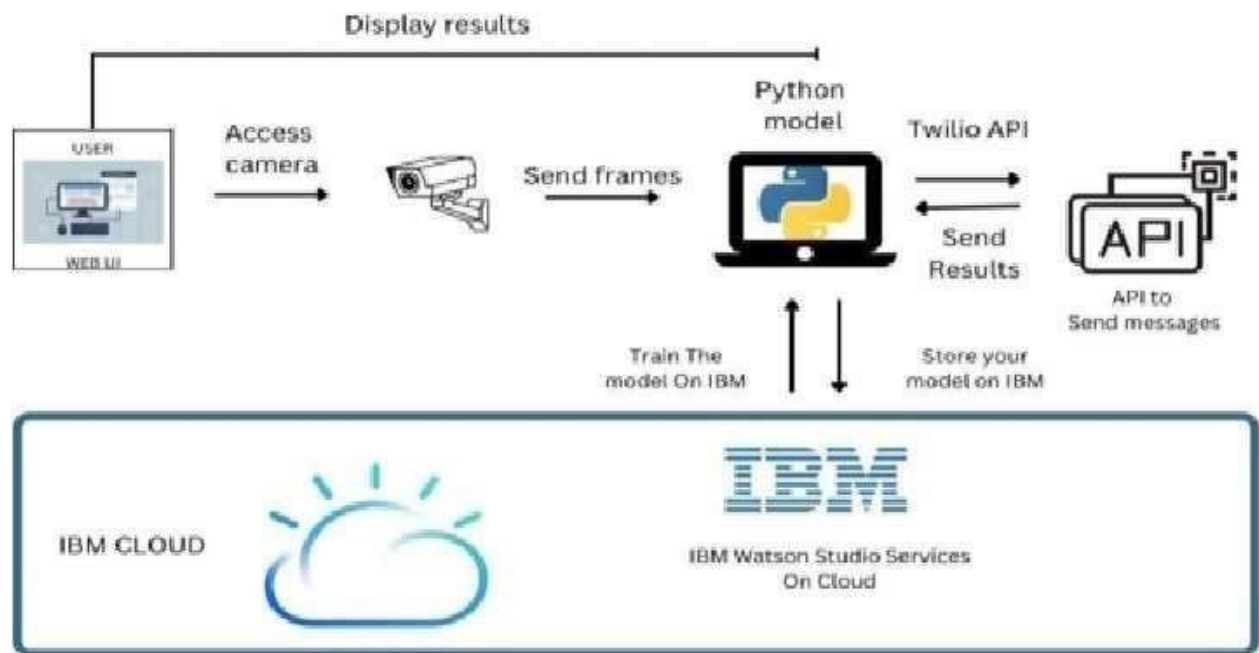 Display results
Python
model
Access
camera
Twilio API
USER
Send frames
WEB UI
Send
Results
API
API to
Send messages
Train The
model On IBM
Store your
model on IBM
IBM
IBM CLOUD
IBM Watson Studio Services
On Cloud